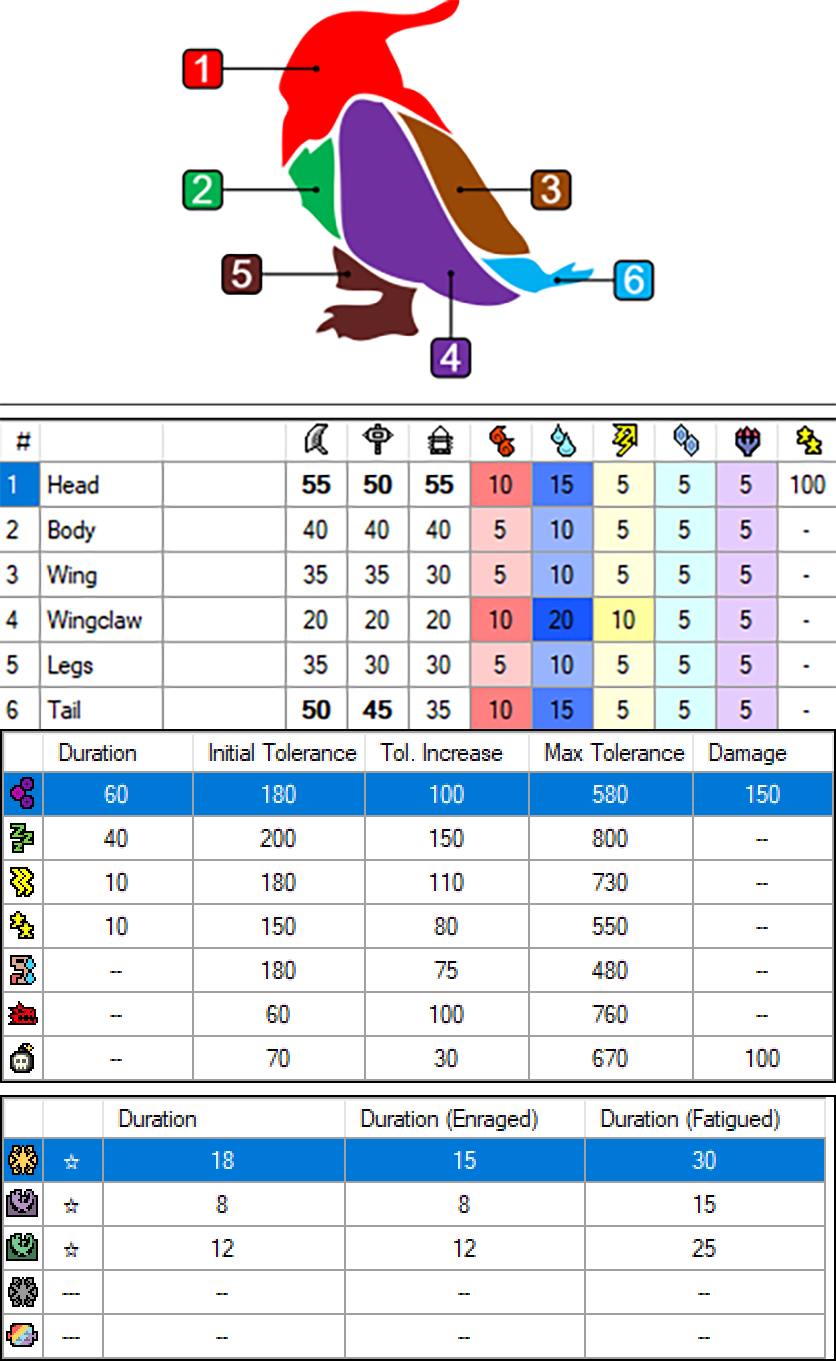 1
2
3
5
6
4
#
1 Head 55 50 55 10 15 5 5 5 100
2 Body 40 40 40 5 10 5 5 5 -
3 Wing 35 35 30 5 10 5 5 5 -
4 Wingclaw 20 20 20 10 20 10 5 5 -
5 Legs 35 30 30 5 10 5 5 5 -
6 Tail 50 45 35 10 15 5 5 5 -
Duration Initial Tolerance Tol. Increase Max Tolerance Damage
60 180 100 580 150
40 200 150 800 --
10 180 110 730 --
10 150 80 550 --
-- 180 75 480 --
-- 60 100 760 --
-- 70 30 670 100
Duration Duration (Enraged) Duration (Fatigued)
☆ 18 15 30
☆ 8 8 15
☆ 12 12 25
--- -- -- --
--- -- -- --